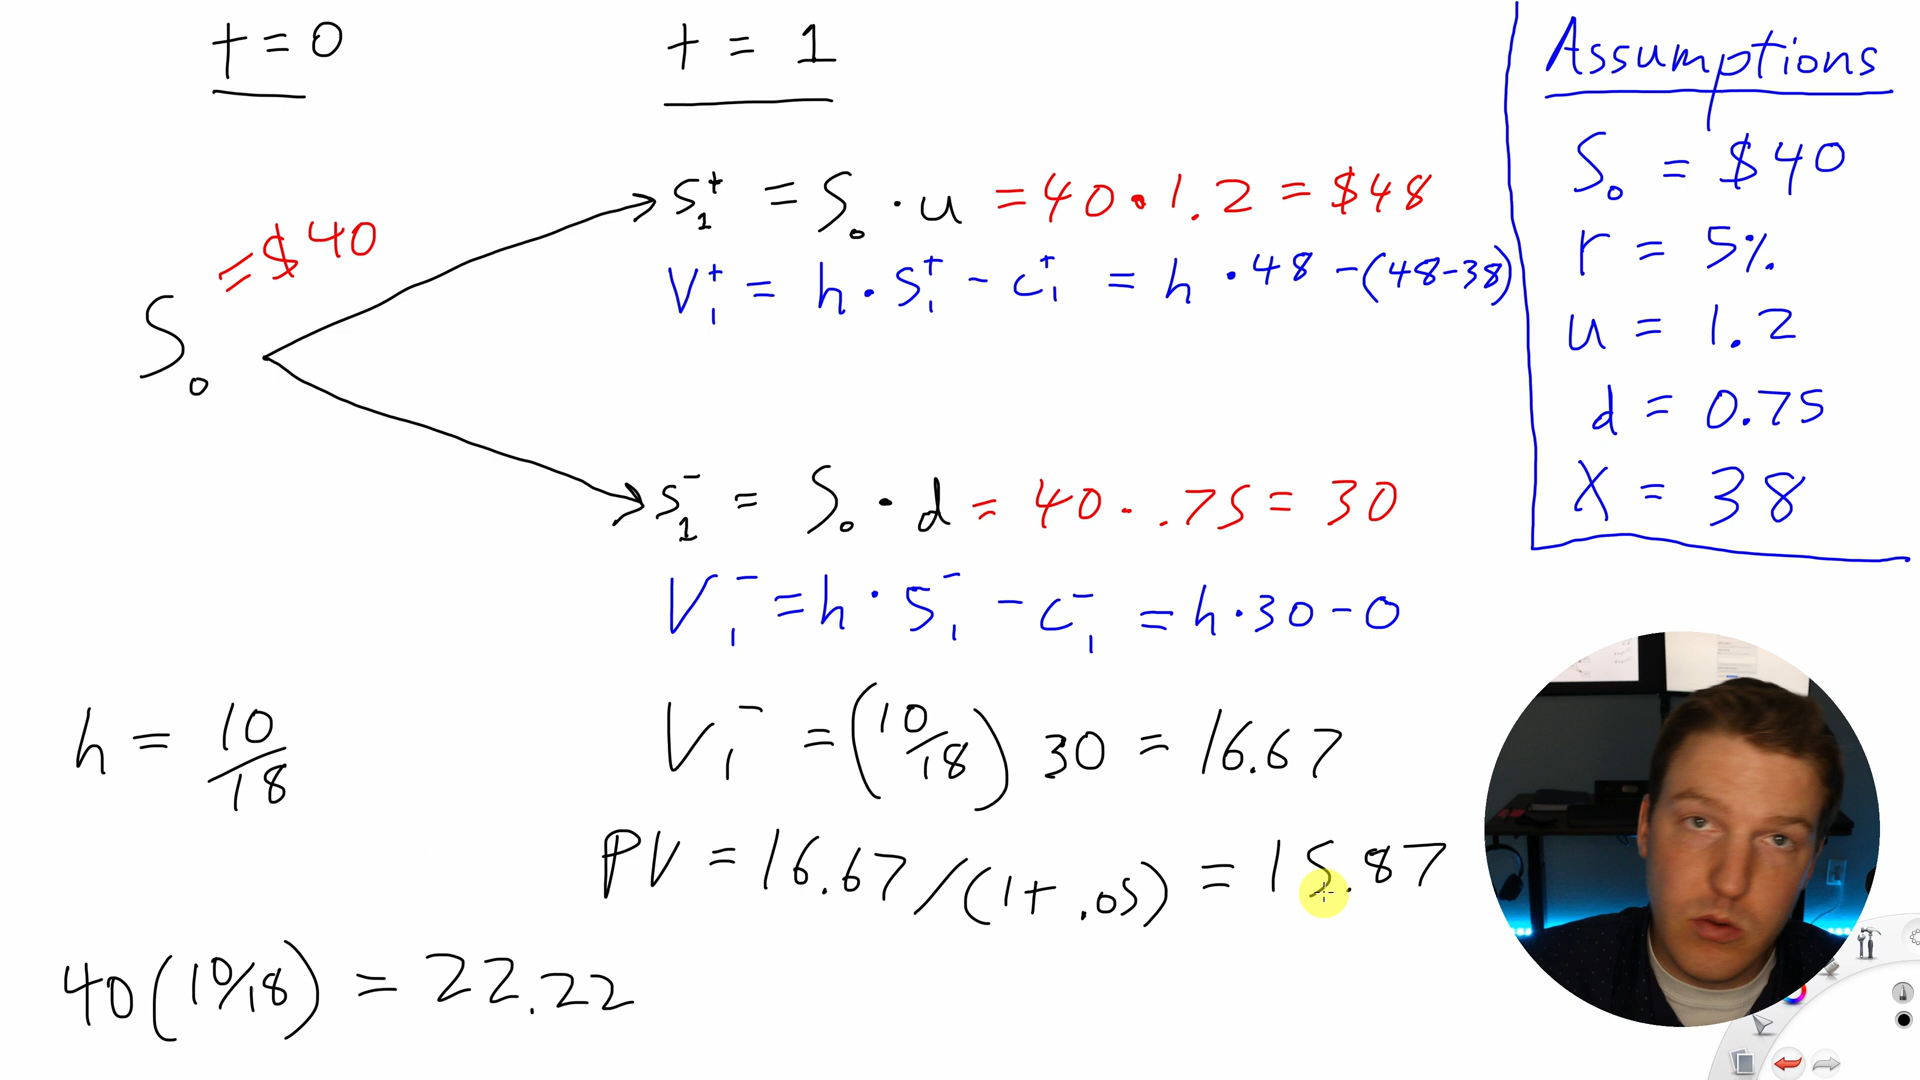 t = 0
t = 1
Assumptions
S₀ = $40
r = 5%
u = 1.2
d = 0.75
X = 38
S₀ = $40
S₁⁺ = S₀ · u = 40 · 1.2 = $48
V₁⁺ = h · S₁⁺ - C₁⁺ = h · 48 - (48-38)
S₁⁻ = S₀ · d = 40 · .75 = 30
V₁⁻ = h · S₁⁻ - C₁⁻ = h · 30 - 0
h = 10/18
V₁⁻ = (10/18) 30 = 16.67
PV = 16.67/(1+.05) = 15.87
40(10/18) = 22.22